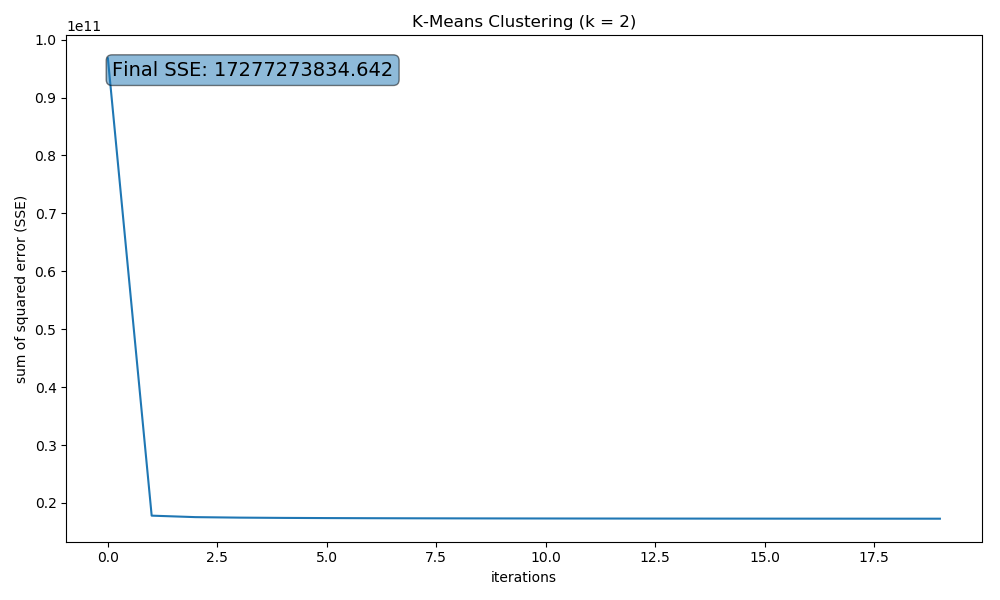 K-Means Clustering (k = 2)
1e11
Final SSE: 17277273834.642
1.0
0.9
0.8
0.7
0.6
0.5
0.4
0.3
0.2
sum of squared error (SSE)
0.0 2.5 5.0 7.5 10.0 12.5 15.0 17.5
iterations